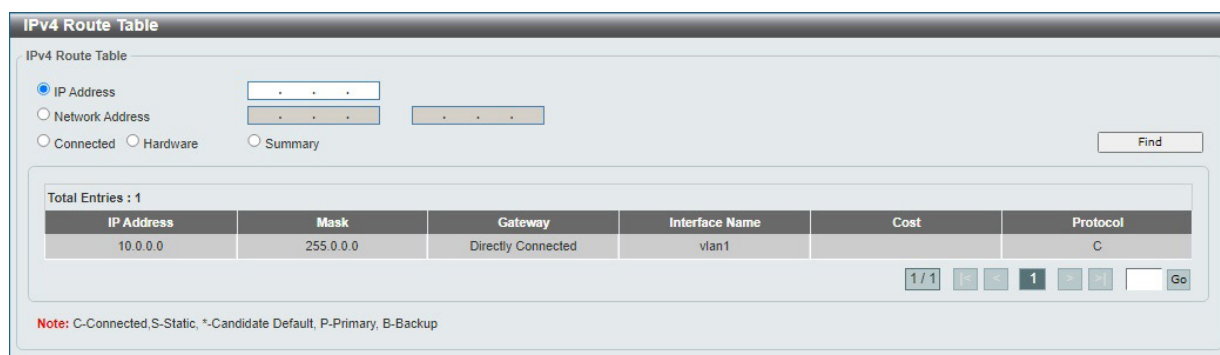 IPv4 Route Table
IPv4 Route Table
IP Address . . .
Network Address . . . . . .
Connected Hardware Summary Find
Total Entries : 1
IP Address Mask Gateway Interface Name Cost Protocol
10.0.0.0 255.0.0.0 Directly Connected vlan1 C
1 / 1 |< < 1 > >| Go
Note: C-Connected,S-Static, *-Candidate Default, P-Primary, B-Backup